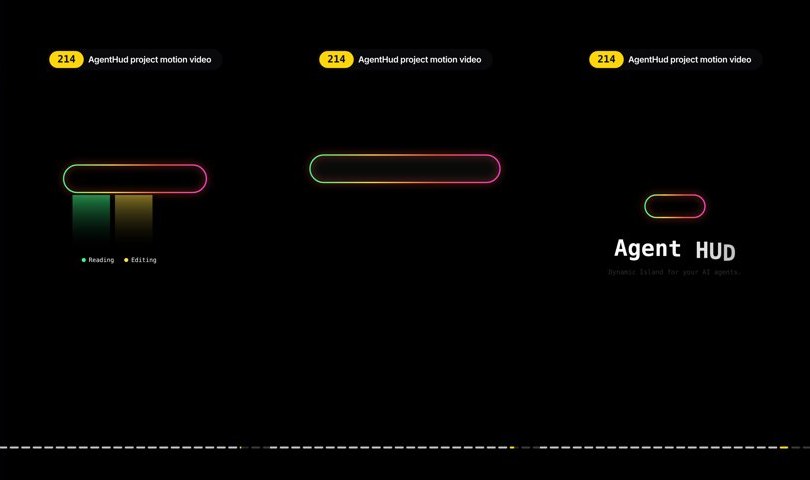 214 AgentHud project motion video
Reading Editing
214 AgentHud project motion video
214 AgentHud project motion video
Agent HUD
Dynamic Island for your AI agents.